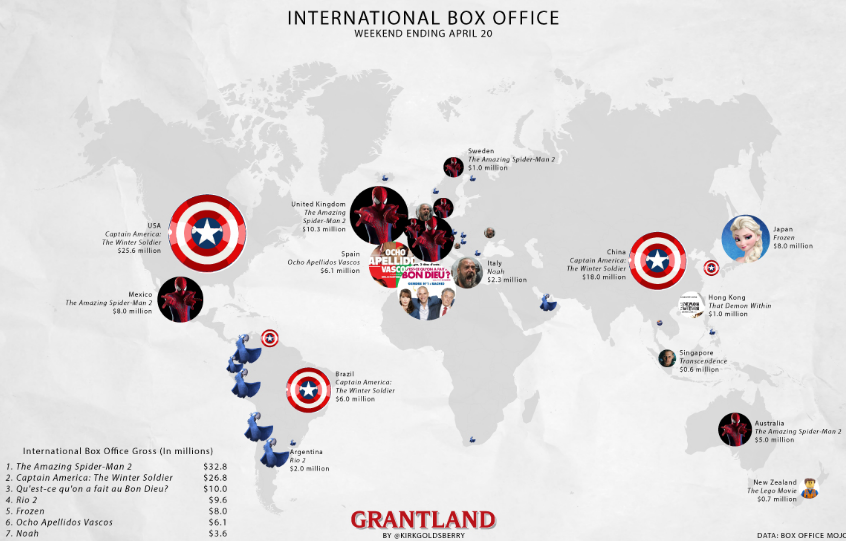 INTERNATIONAL BOX OFFICE
WEEKEND ENDING APRIL 20
Sweden
The Amazing Spider-Man 2
$1.0 million
USA
Captain America:
The Winter Soldier
$25.6 million
United Kingdom
The Amazing
Spider-Man 2
$10.3 million
Spain
Ocho Apellidos Vascos
$6.1 million
OCHO
APELLIDOS
VASCOS
BON DIEU?
Italy
Noah
$2.3 million
China
Captain America:
The Winter Soldier
$18.0 million
Japan
Frozen
$8.0 million
Mexico
The Amazing Spider-Man 2
$8.0 million
Hong Kong
That Demon Within
$1.0 million
Singapore
Transcendence
$0.6 million
Brazil
Captain America:
The Winter Soldier
$6.0 million
Australia
The Amazing Spider-Man 2
$5.0 million
Argentina
Rio 2
$2.0 million
New Zealand
The Lego Movie
$0.7 million
International Box Office Gross (In millions)
1. The Amazing Spider-Man 2 $32.8
2. Captain America: The Winter Soldier $26.8
3. Qu'est-ce qu'on a fait au Bon Dieu? $10.0
4. Rio 2 $9.6
5. Frozen $8.0
6. Ocho Apellidos Vascos $6.1
7. Noah $3.6
GRANTLAND
BY @KIRKGOLDSBERRY
DATA: BOX OFFICE MOJO